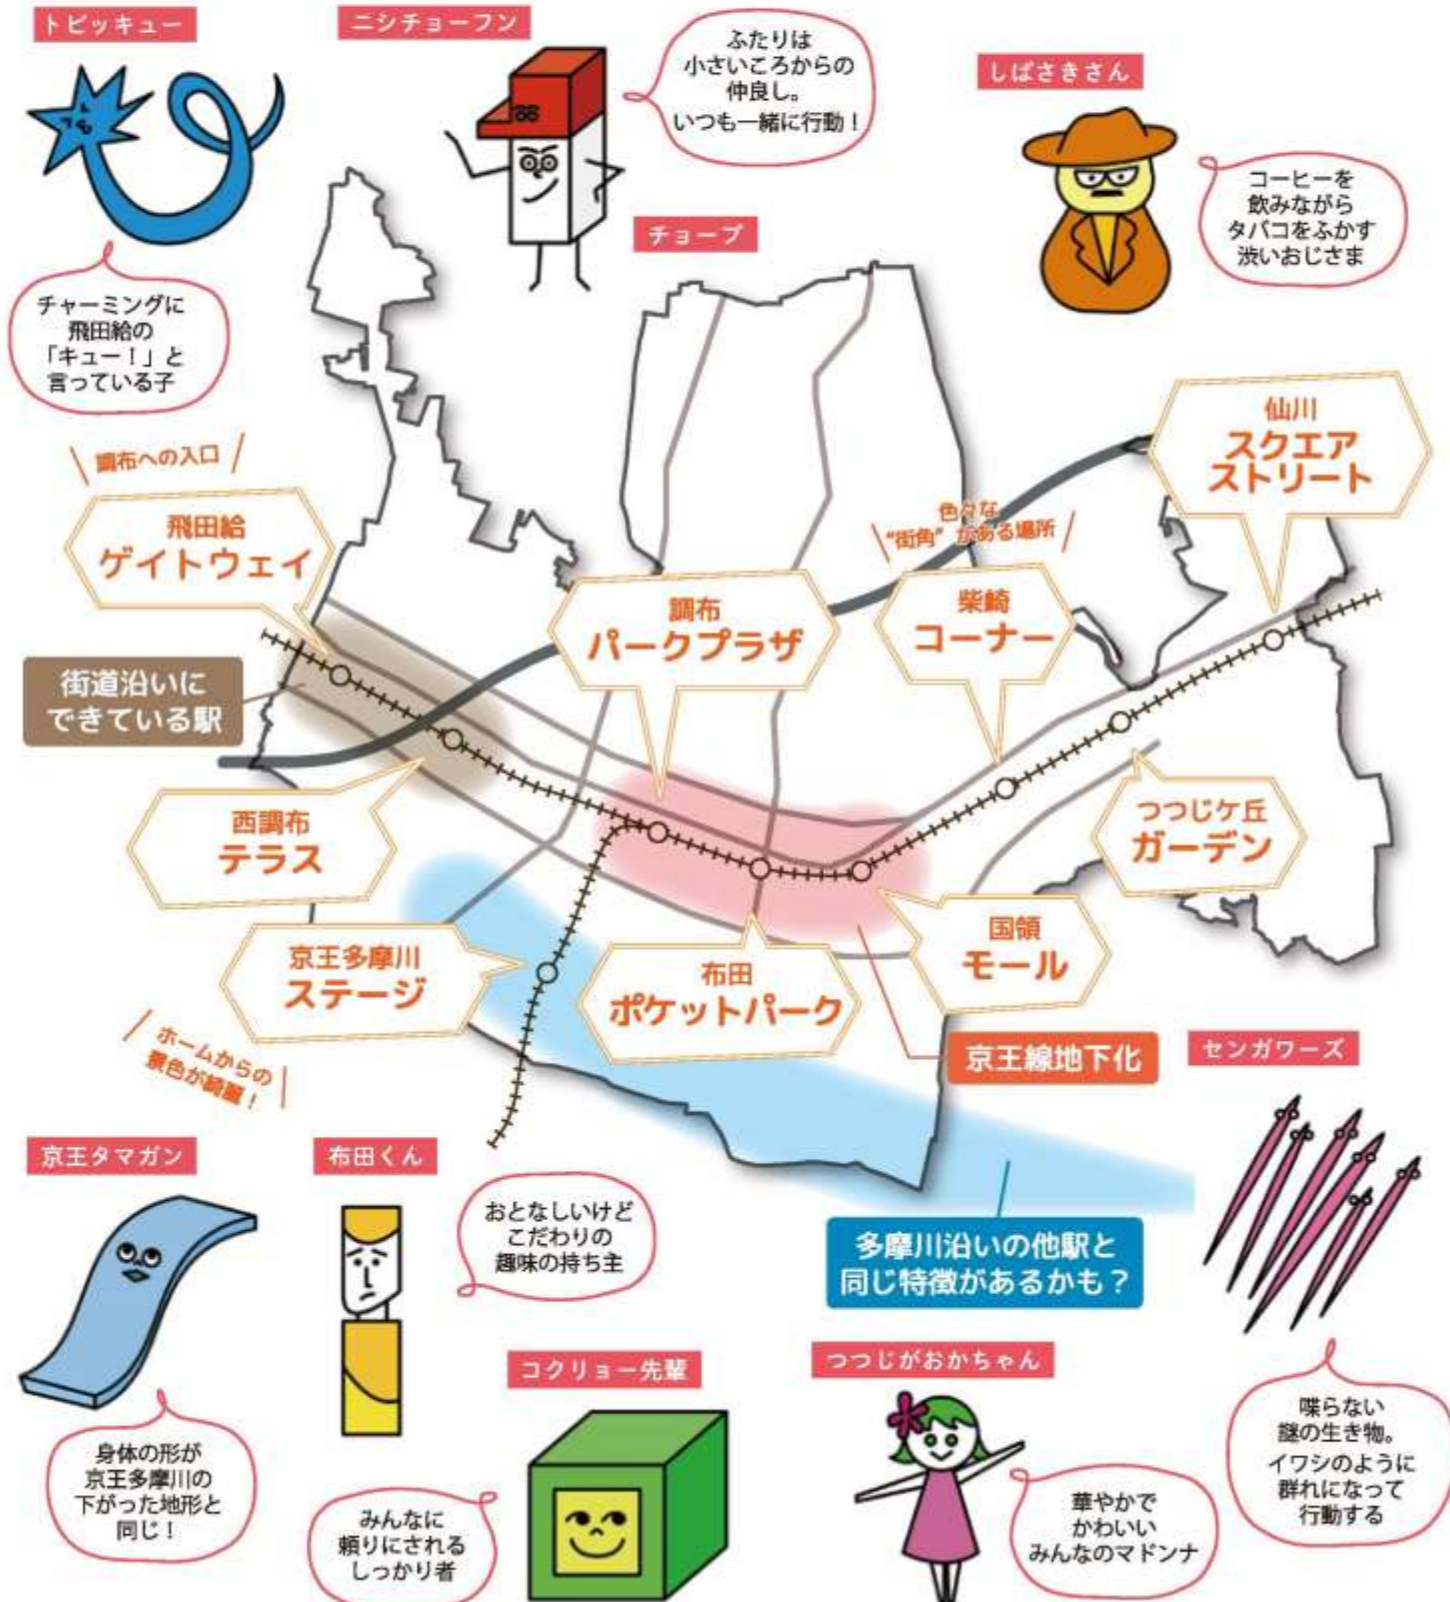 トビッキュー
ニシチョーフン
ふたりは
小さいころからの
仲良し。
いつも一緒に行動！
しばさきさん
コーヒーを
飲みながら
タバコをふかす
渋いおじさま
チョーブ
チャーミングに
飛田給の
「キュー！」と
言っている子
調布への入口
飛田給
ゲイトウェイ
仙川
スクエア
ストリート
色々な
“街角”がある場所
調布
パークプラザ
柴崎
コーナー
街道沿いに
できている駅
西調布
テラス
つつじケ丘
ガーデン
京王多摩川
ステージ
布田
ポケットパーク
国領
モール
ホームからの
景色が綺麗！
京王線地下化
センガワーズ
京王タマガン
布田くん
おとなしいけど
こだわりの
趣味の持ち主
多摩川沿いの他駅と
同じ特徴があるかも？
身体の形が
京王多摩川の
下がった地形と
同じ！
コクリョー先輩
みんなに
頼りにされる
しっかり者
つつじがおかちゃん
華やかで
かわいい
みんなのマドンナ
喋らない
謎の生き物。
イワシのように
群れになって
行動する